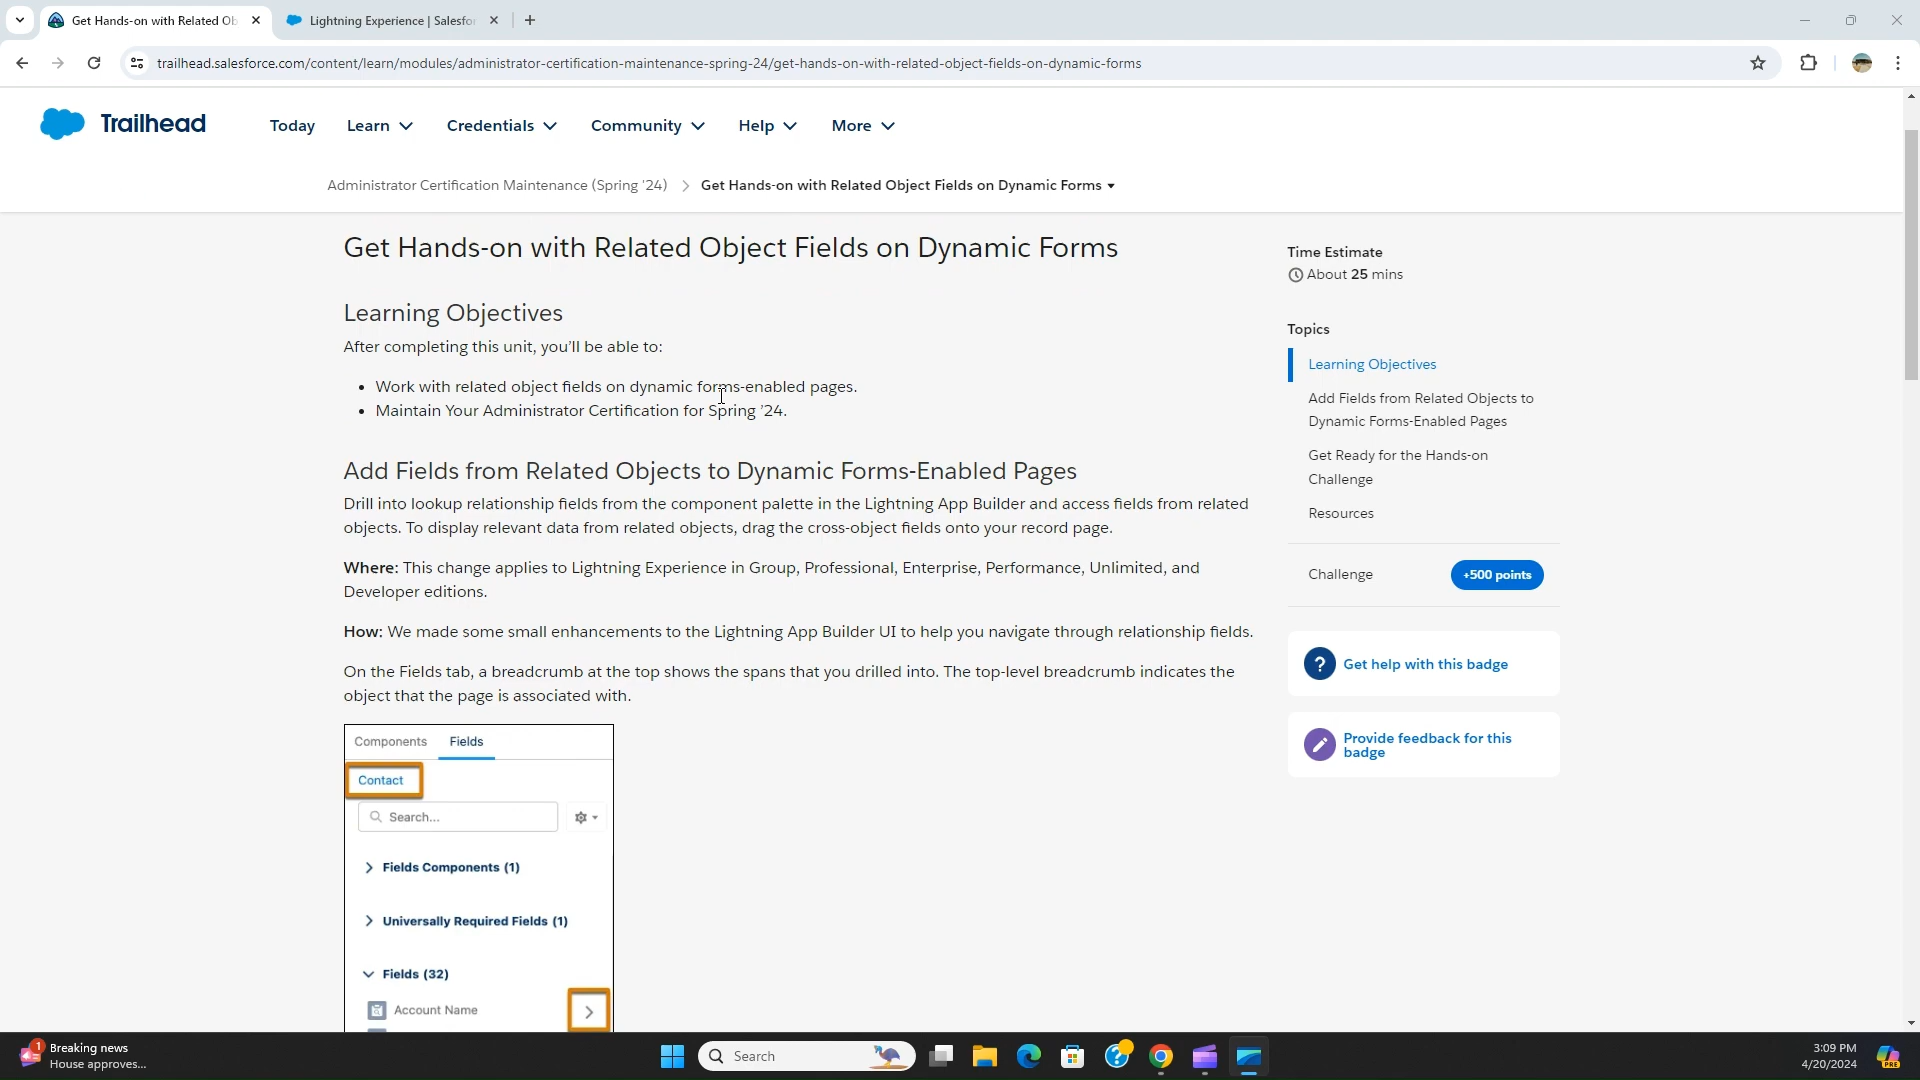 Get Hands-on with Related Ob
Lightning Experience | Salesfor
trailhead.salesforce.com/content/learn/modules/administrator-certification-maintenance-spring-24/get-hands-on-with-related-object-fields-on-dynamic-forms
Trailhead
Today Learn Credentials Community Help More
Administrator Certification Maintenance (Spring '24) > Get Hands-on with Related Object Fields on Dynamic Forms
Get Hands-on with Related Object Fields on Dynamic Forms
Learning Objectives
After completing this unit, you'll be able to:
• Work with related object fields on dynamic forms-enabled pages.
• Maintain Your Administrator Certification for Spring ’24.
Add Fields from Related Objects to Dynamic Forms-Enabled Pages
Drill into lookup relationship fields from the component palette in the Lightning App Builder and access fields from related
objects. To display relevant data from related objects, drag the cross-object fields onto your record page.
Where: This change applies to Lightning Experience in Group, Professional, Enterprise, Performance, Unlimited, and
Developer editions.
How: We made some small enhancements to the Lightning App Builder UI to help you navigate through relationship fields.
On the Fields tab, a breadcrumb at the top shows the spans that you drilled into. The top-level breadcrumb indicates the
object that the page is associated with.
Components Fields
Contact
Search...
Fields Components (1)
Universally Required Fields (1)
Fields (32)
Account Name
Time Estimate
About 25 mins
Topics
Learning Objectives
Add Fields from Related Objects to
Dynamic Forms-Enabled Pages
Get Ready for the Hands-on
Challenge
Resources
Challenge +500 points
Get help with this badge
Provide feedback for this
badge
1
Breaking news
House approves...
Search
3:09 PM
4/20/2024
PRE